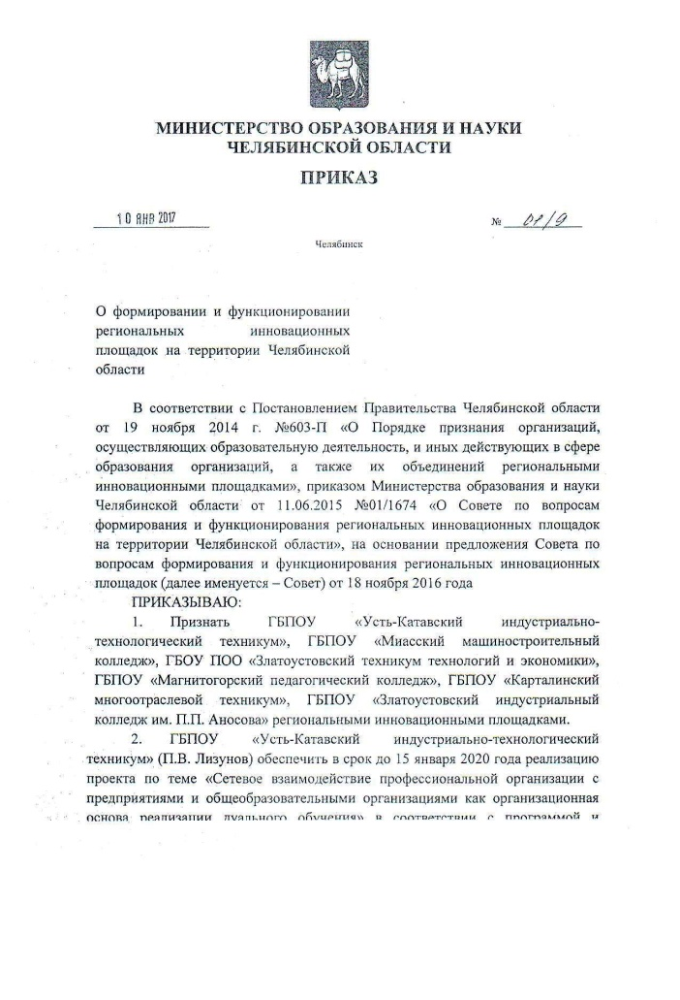 МИНИСТЕРСТВО ОБРАЗОВАНИЯ И НАУКИ
ЧЕЛЯБИНСКОЙ ОБЛАСТИ
ПРИКАЗ
10 ЯНВ 2017
№ 01/9
Челябинск
О формировании и функционировании
региональных инновационных
площадок на территории Челябинской
области
В соответствии с Постановлением Правительства Челябинской области
от 19 ноября 2014 г. №603-П «О Порядке признания организаций,
осуществляющих образовательную деятельность, и иных действующих в сфере
образования организаций, а также их объединений региональными
инновационными площадками», приказом Министерства образования и науки
Челябинской области от 11.06.2015 №01/1674 «О Совете по вопросам
формирования и функционирования региональных инновационных площадок
на территории Челябинской области», на основании предложения Совета по
вопросам формирования и функционирования региональных инновационных
площадок (далее именуется – Совет) от 18 ноября 2016 года
ПРИКАЗЫВАЮ:
1. Признать ГБПОУ «Усть-Катавский индустриально-
технологический техникум», ГБПОУ «Миасский машиностроительный
колледж», ГБОУ ПОО «Златоустовский техникум технологий и экономики»,
ГБПОУ «Магнитогорский педагогический колледж», ГБПОУ «Карталинский
многоотраслевой техникум», ГБПОУ «Златоустовский индустриальный
колледж им. П.П. Аносова» региональными инновационными площадками.
2. ГБПОУ «Усть-Катавский индустриально-технологический
техникум» (П.В. Лизунов) обеспечить в срок до 15 января 2020 года реализацию
проекта по теме «Сетевое взаимодействие профессиональной организации с
предприятиями и общеобразовательными организациями как организационная
основа реализации дуального обучения» в соответствии с программой и